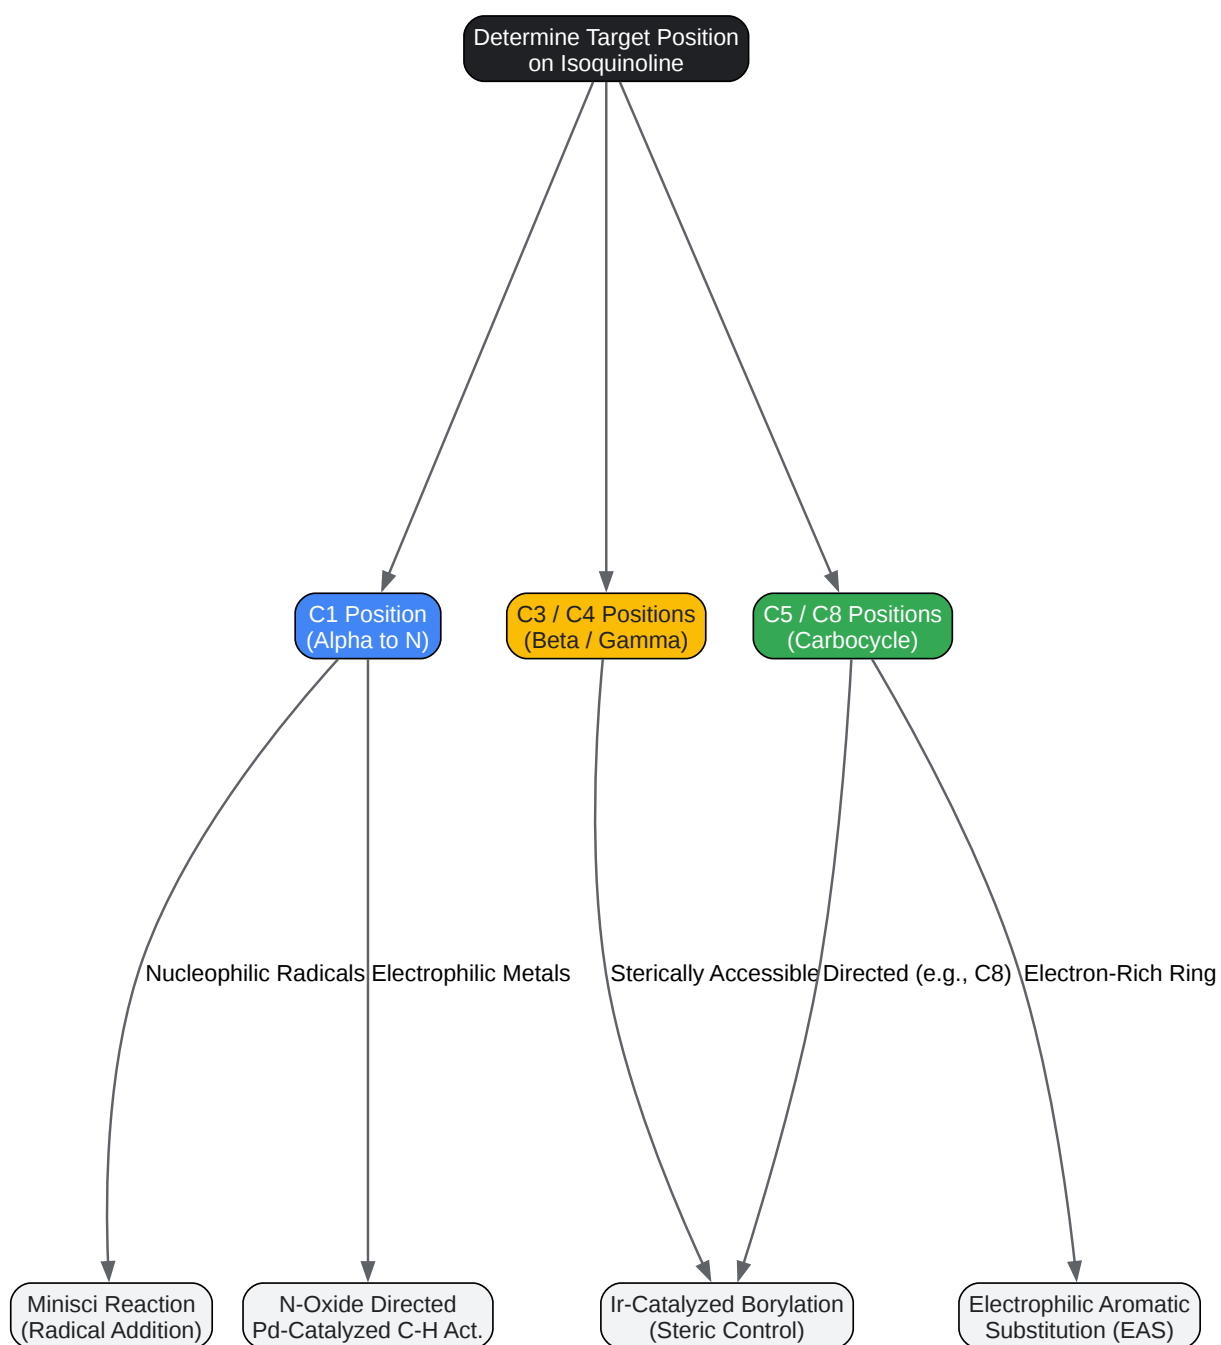 Determine Target Position
on Isoquinoline
C1 Position
(Alpha to N)
C3 / C4 Positions
(Beta / Gamma)
C5 / C8 Positions
(Carbocycle)
Nucleophilic Radicals
Electrophilic Metals
Sterically Accessible
Directed (e.g., C8)
Electron-Rich Ring
Minisci Reaction
(Radical Addition)
N-Oxide Directed
Pd-Catalyzed C-H Act.
Ir-Catalyzed Borylation
(Steric Control)
Electrophilic Aromatic
Substitution (EAS)